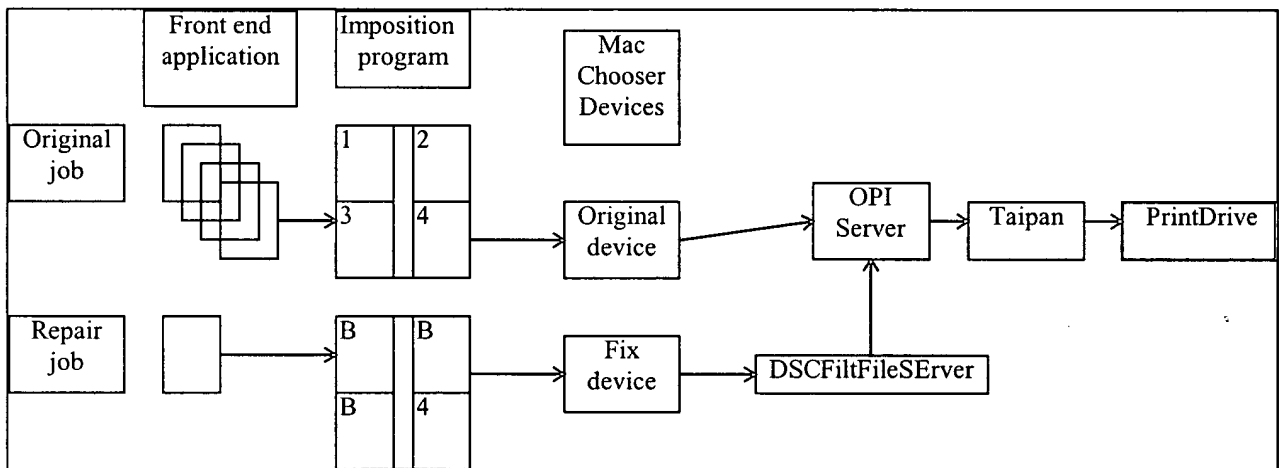 Front end
application
Imposition
program
Mac
Chooser
Devices
Original
job
1
2
3
4
Original
device
OPI
Server
Taipan
PrintDrive
Repair
job
B
B
B
4
Fix
device
DSCFiltFileSErver